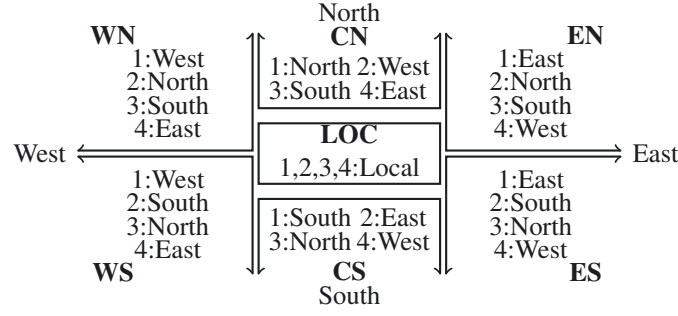 North
WN CN EN
1:West 1:North 2:West 1:East
2:North 3:South 4:East 2:North
3:South 3:South
4:East LOC 4:West
West 1,2,3,4:Local East
1:West 1:East
2:South 1:South 2:East 2:South
3:North 3:North 4:West 3:North
4:East 4:West
WS CS ES
South